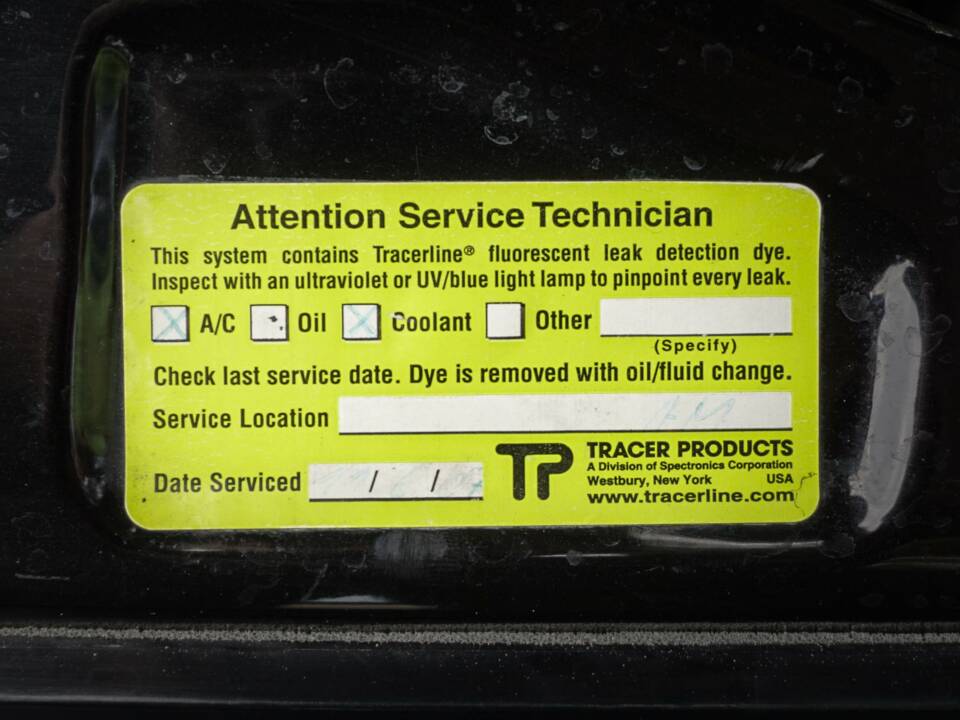 Attention Service Technician
This system contains Tracerline® fluorescent leak detection dye.
Inspect with an ultraviolet or UV/blue light lamp to pinpoint every leak.
A/C Oil Coolant Other
(Specify)
Check last service date. Dye is removed with oil/fluid change.
Service Location
Date Serviced / /
TP
TRACER PRODUCTS
A Division of Spectronics Corporation
Westbury, New York USA
www.tracerline.com